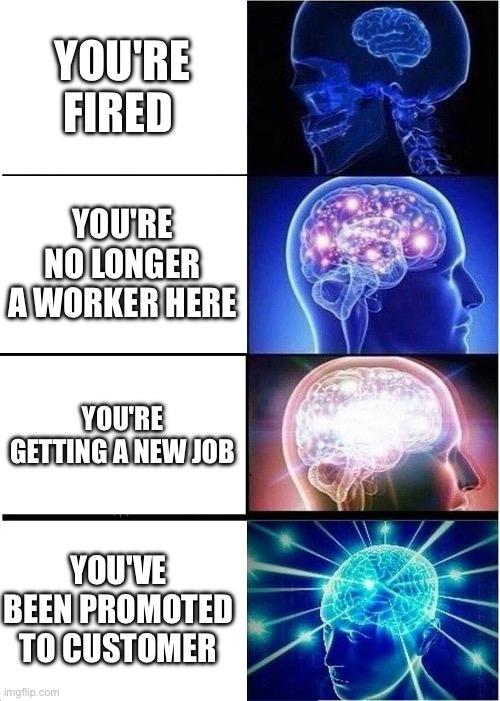 YOU'RE
FIRED
YOU'RE
NO LONGER
A WORKER HERE
YOU'RE
GETTING A NEW JOB
YOU'VE
BEEN PROMOTED
TO CUSTOMER
imgflip.com